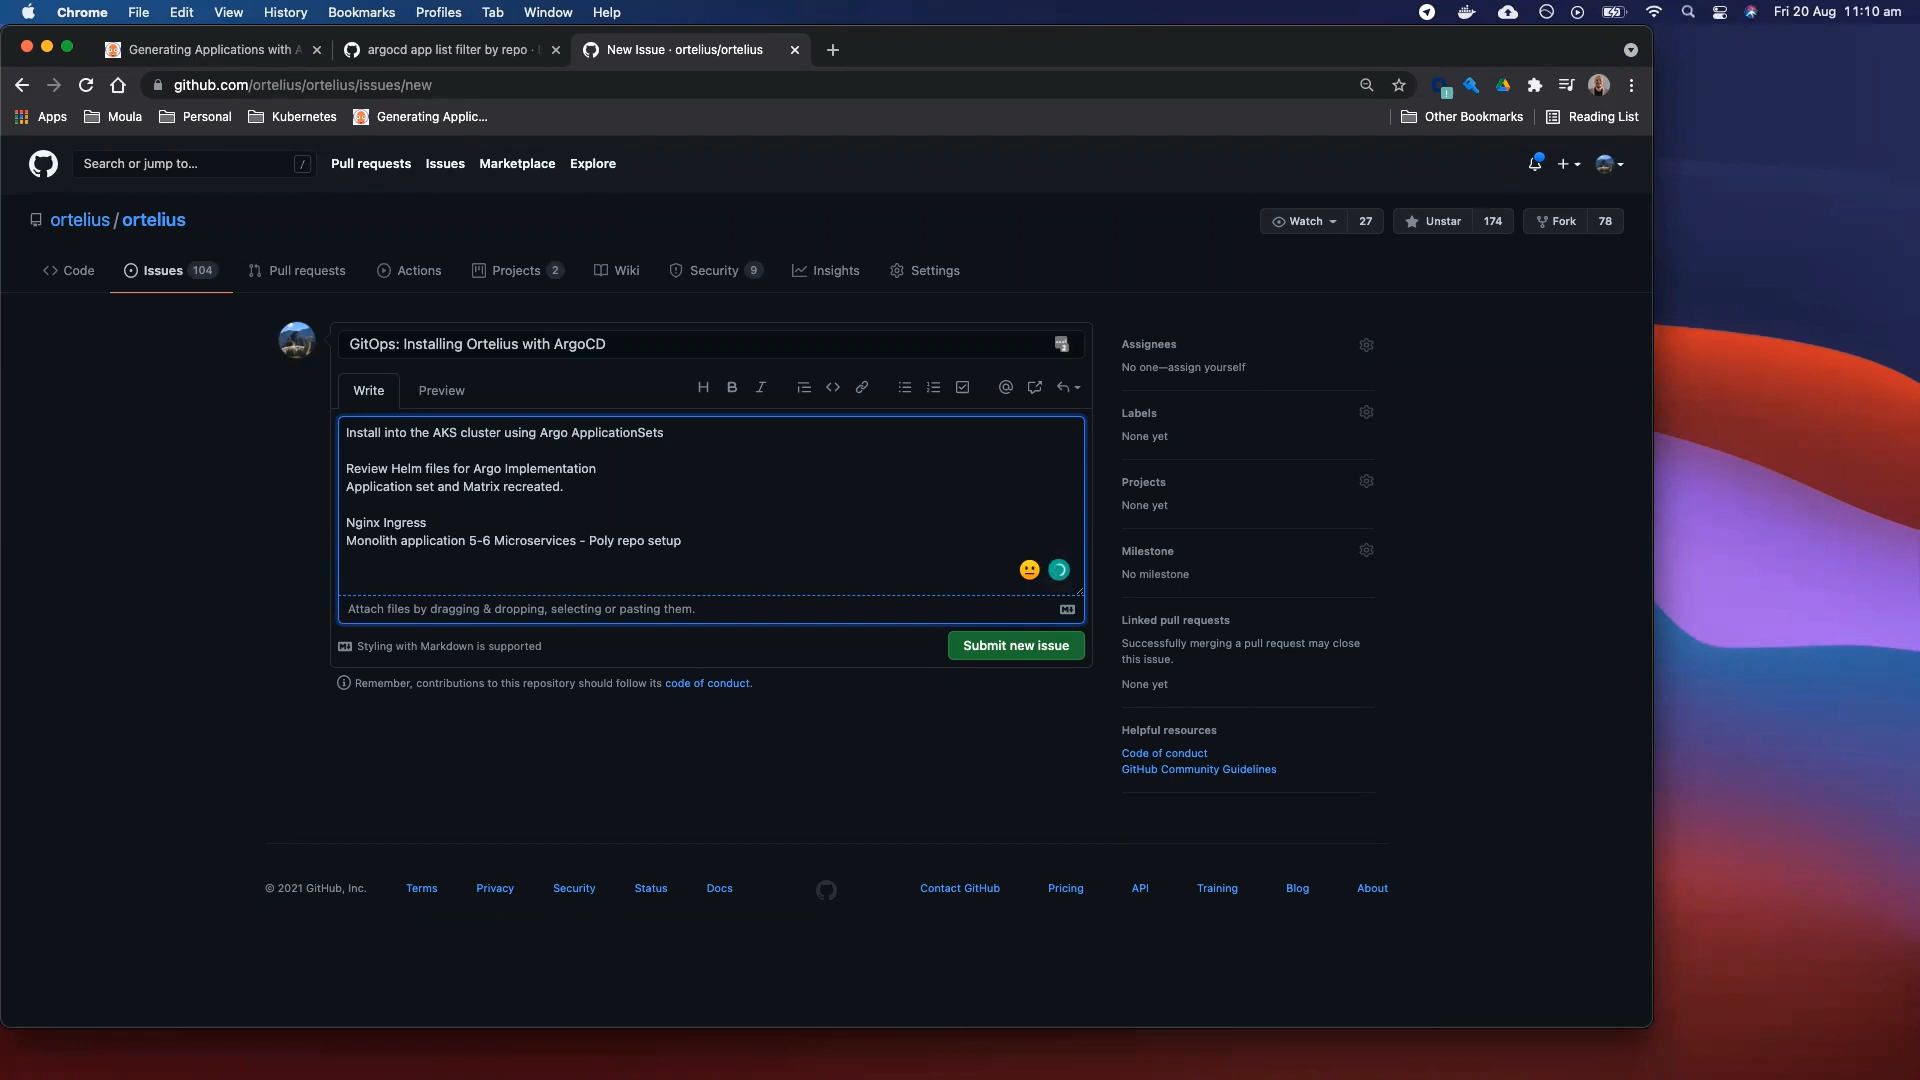 Chrome File Edit View History Bookmarks Profiles Tab Window Help Fri 20 Aug 11:10 am
Generating Applications with A argocd app list filter by repo · New Issue · ortelius/ortelius
github.com/ortelius/ortelius/issues/new
Apps Moula Personal Kubernetes Generating Applic... Other Bookmarks Reading List
Search or jump to... / Pull requests Issues Marketplace Explore
ortelius / ortelius Watch 27 Unstar 174 Fork 78
Code Issues 104 Pull requests Actions Projects 2 Wiki Security 9 Insights Settings
GitOps: Installing Ortelius with ArgoCD
Write Preview
Install into the AKS cluster using Argo ApplicationSets
Review Helm files for Argo Implementation
Application set and Matrix recreated.
Nginx Ingress
Monolith application 5-6 Microservices - Poly repo setup
Attach files by dragging & dropping, selecting or pasting them.
Styling with Markdown is supported Submit new issue
Remember, contributions to this repository should follow its code of conduct.
Assignees
No one—assign yourself
Labels
None yet
Projects
None yet
Milestone
No milestone
Linked pull requests
Successfully merging a pull request may close
this issue.
None yet
Helpful resources
Code of conduct
GitHub Community Guidelines
© 2021 GitHub, Inc. Terms Privacy Security Status Docs Contact GitHub Pricing API Training Blog About